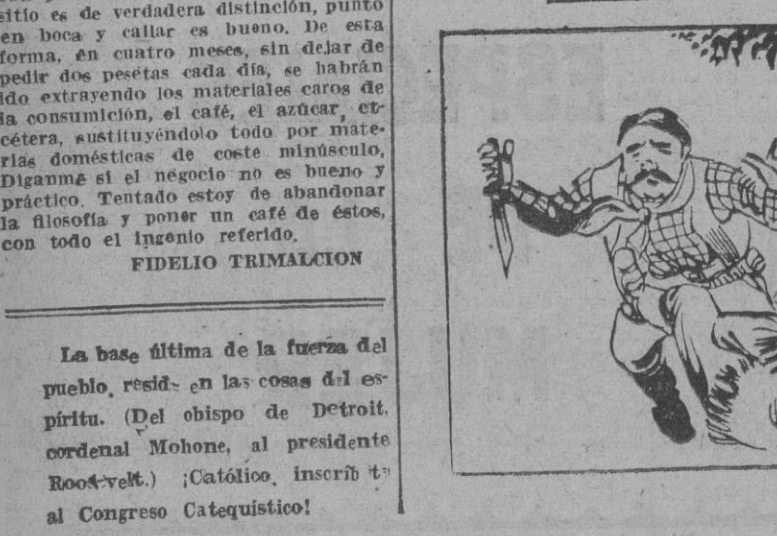 sitio es de verdadera distinción, punto
en boca y callar es bueno. De esta
forma, en cuatro meses, sin dejar de
pedir dos pesetas cada día, se habrán
ido extrayendo los materiales caros de
la consumición, el café, el azúcar, et-
cétera, sustituyéndolo todo por mate-
rias domésticas de coste minúsculo,
Diganme si el negocio no es bueno y
práctico. Tentado estoy de abandonar
la filosofía y poner un café de éstos,
con todo el ingenio referido.
FIDELIO TRIMALCION
La base última de la fuerza del
pueblo, resid en las cosas del es-
píritu. (Del obispo de Detroit,
cordenal Mohone, al presidente
Roosevelt.) ¡Católico, inscríb t
al Congreso Catequístico!